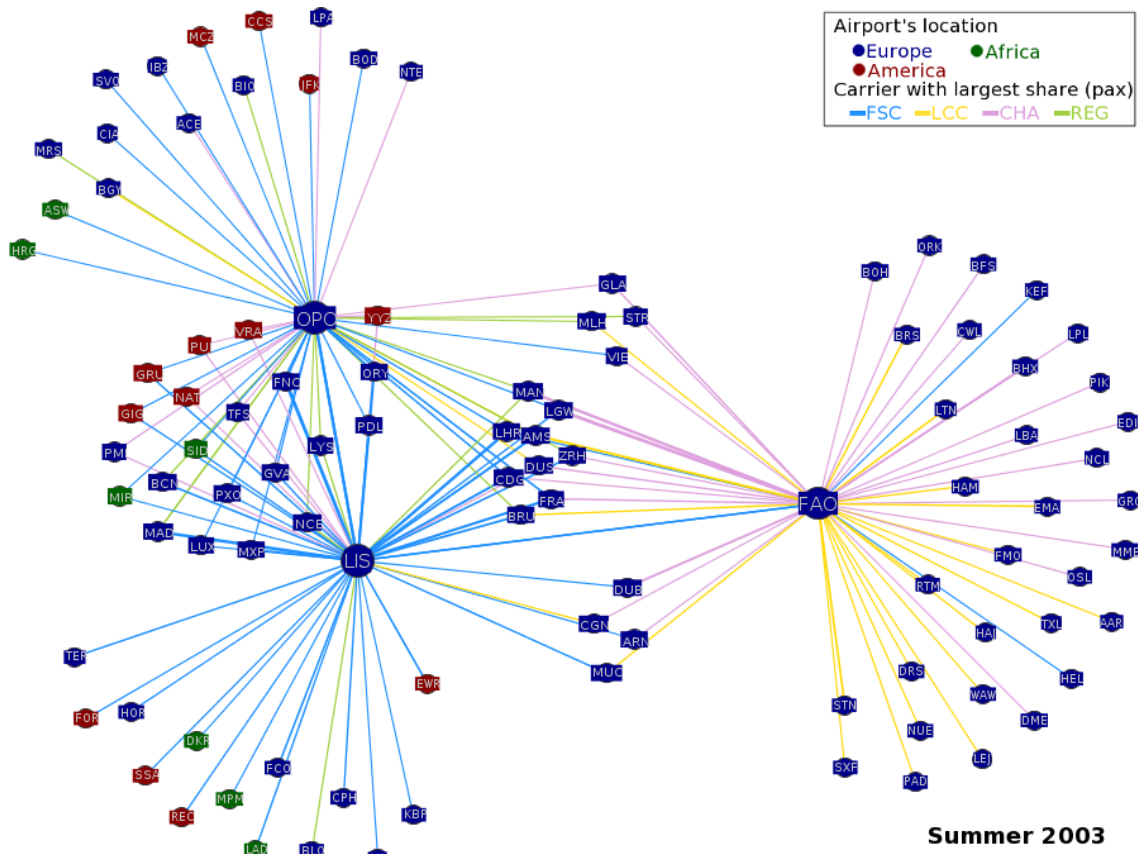 Airport's location
Europe
Africa
America
Carrier with largest share (pax)
FSC LCC CHA REG
LPA
CCS
MCZ
BOD
IBZ
NTE
SVO
BIO
JFK
ACE
CIA
MRS
BGY
ASW
HRG
ORK
BOH
BFS
KEF
GLA
OPO
YYZ
STR
MLH
VRA
BRS
CWL
LPL
PUJ
VIE
GRU
ORY
FNC
BHX
PIK
NAT
MAN
GIG
TFS
LGW
LTN
EDI
PDL
LHR
AMS
LBA
SID
LYS
PMI
ZRH
NCL
DUS
GVA
CDG
BCN
HAM
MIR
PXO
FRA
FAO
GRO
EMA
BRU
NCE
MAD
LUX
MXP
FMO
MME
LIS
OSL
DUB
RTM
CGN
AAR
TXL
ARN
HAJ
TER
MUC
DRS
HEL
EWR
WAW
STN
FOR
HOR
DME
NUE
DKR
LEJ
SSA
FCO
SXF
PAD
MPM
CPH
REC
KBP
LAD
BLQ
Summer 2003